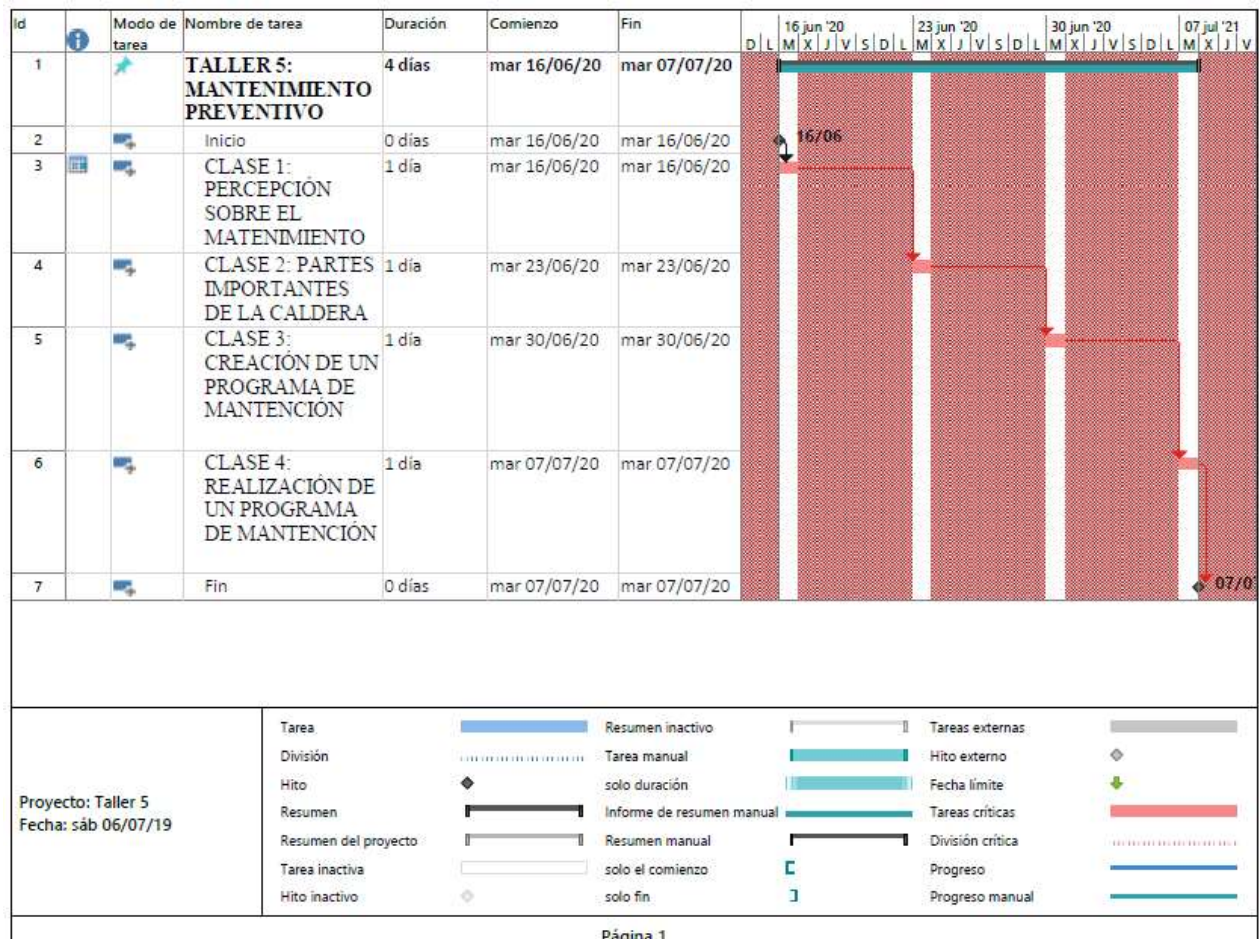 Id Modo de tarea Nombre de tarea Duración Comienzo Fin
16 jun '20 23 jun '20 30 jun '20 07 jul '21
D L M X J V S D L M X J V S D L M X J V S D L M X J V
1 TALLER 5: 4 días mar 16/06/20 mar 07/07/20
MANTENIMIENTO
PREVENTIVO
2 Inicio 0 días mar 16/06/20 mar 16/06/20 16/06
3 CLASE 1: 1 día mar 16/06/20 mar 16/06/20
PERCEPCIÓN
SOBRE EL
MATENIMIENTO
4 CLASE 2: PARTES 1 día mar 23/06/20 mar 23/06/20
IMPORTANTES
DE LA CALDERA
5 CLASE 3: 1 día mar 30/06/20 mar 30/06/20
CREACIÓN DE UN
PROGRAMA DE
MANTENCIÓN
6 CLASE 4: 1 día mar 07/07/20 mar 07/07/20
REALIZACIÓN DE
UN PROGRAMA
DE MANTENCIÓN
7 Fin 0 días mar 07/07/20 mar 07/07/20 07/0
Proyecto: Taller 5
Fecha: sáb 06/07/19
Tarea Resumen inactivo Tareas externas
División Tarea manual Hito externo
Hito solo duración Fecha límite
Resumen Informe de resumen manual Tareas críticas
Resumen del proyecto Resumen manual División crítica
Tarea inactiva solo el comienzo Progreso
Hito inactivo solo fin Progreso manual
Página 1